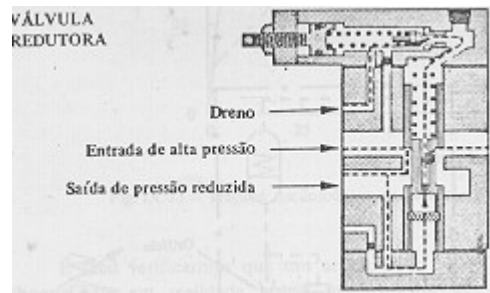 VÁLVULA
REDUTORA
Dreno
Entrada de alta pressão
Saída de pressão reduzida